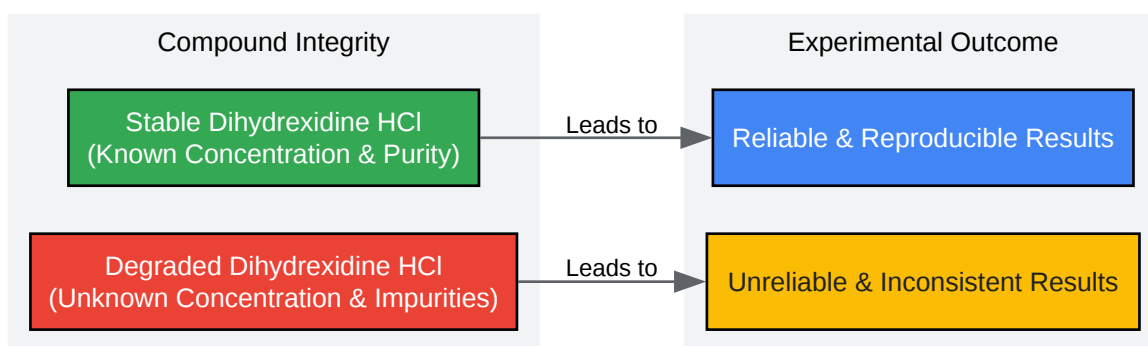 Compound Integrity
Experimental Outcome
Stable Dihydrexidine HCl
(Known Concentration & Purity)
Leads to
Reliable & Reproducible Results
Degraded Dihydrexidine HCl
(Unknown Concentration & Impurities)
Leads to
Unreliable & Inconsistent Results